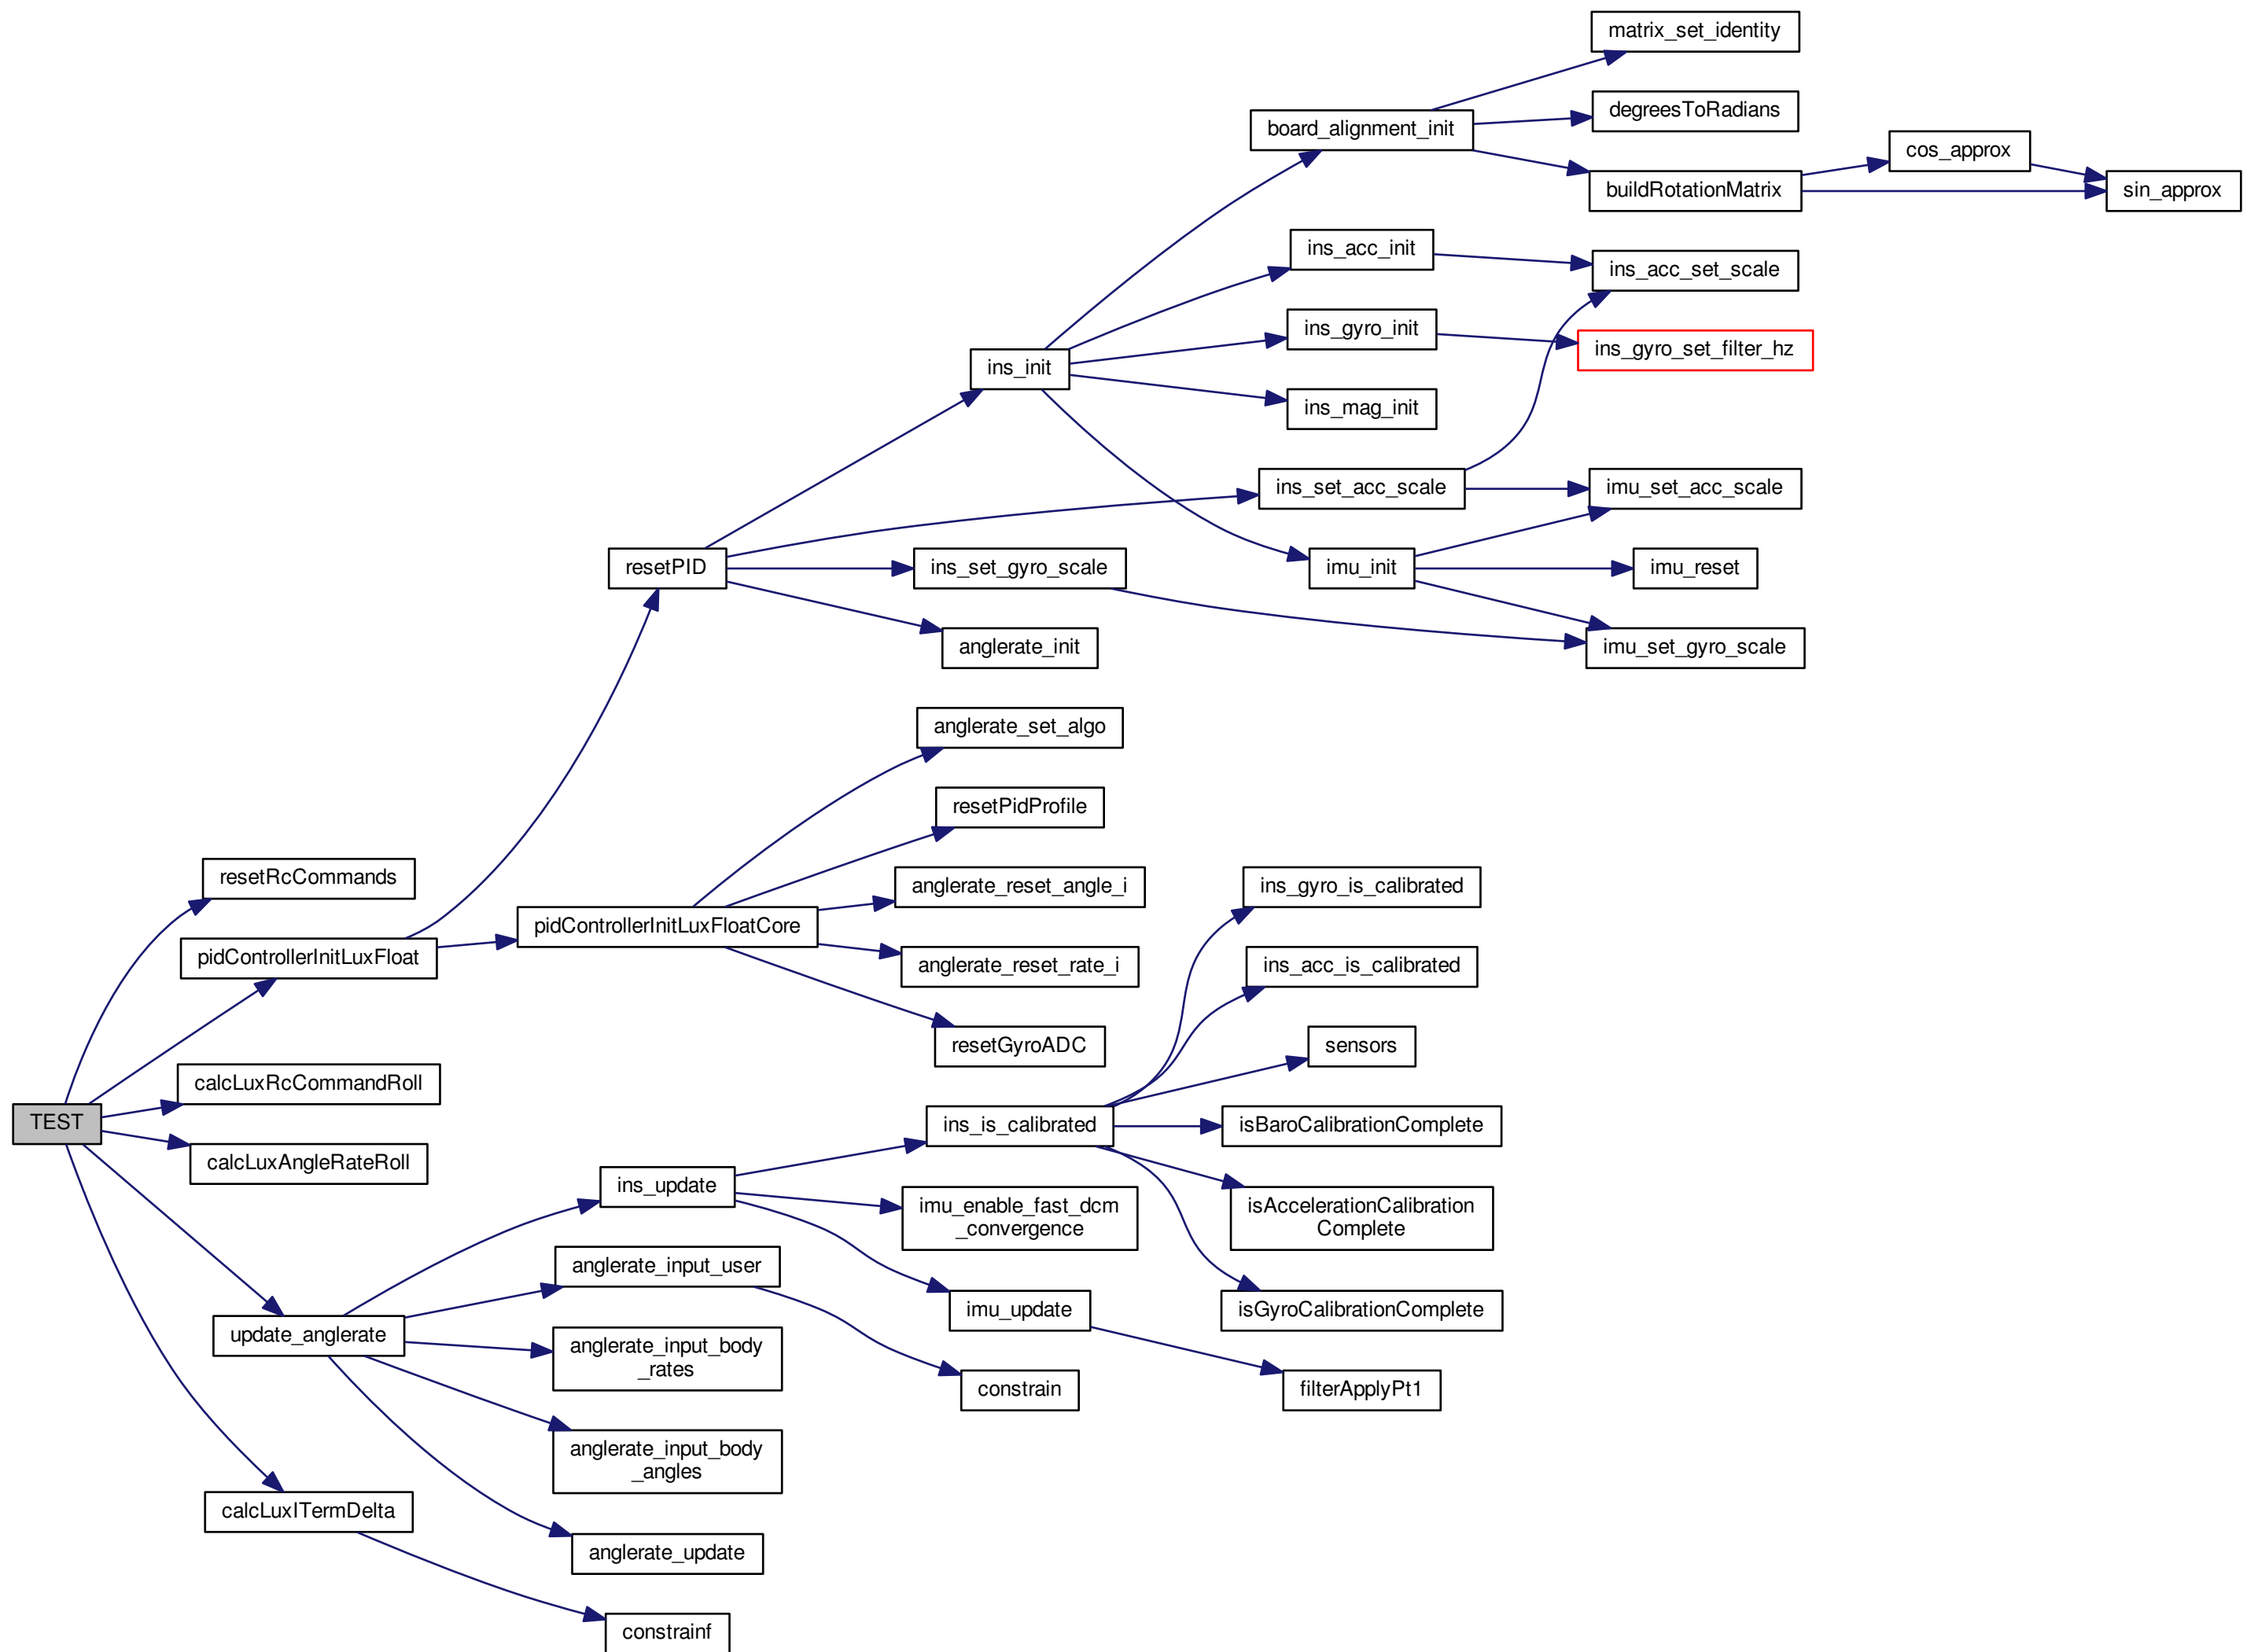 matrix_set_identity
degreesToRadians
board_alignment_init
cos_approx
buildRotationMatrix
sin_approx
ins_acc_init
ins_acc_set_scale
ins_gyro_init
ins_gyro_set_filter_hz
ins_init
ins_mag_init
ins_set_acc_scale
imu_set_acc_scale
resetPID
ins_set_gyro_scale
imu_init
imu_reset
anglerate_init
imu_set_gyro_scale
anglerate_set_algo
resetPidProfile
resetRcCommands
anglerate_reset_angle_i
ins_gyro_is_calibrated
pidControllerInitLuxFloatCore
pidControllerInitLuxFloat
anglerate_reset_rate_i
ins_acc_is_calibrated
resetGyroADC
sensors
calcLuxRcCommandRoll
TEST
ins_is_calibrated
isBaroCalibrationComplete
calcLuxAngleRateRoll
ins_update
imu_enable_fast_dcm
_convergence
isAccelerationCalibration
Complete
anglerate_input_user
imu_update
isGyroCalibrationComplete
update_anglerate
anglerate_input_body
_rates
constrain
filterApplyPt1
anglerate_input_body
_angles
calcLuxITermDelta
anglerate_update
constrainf